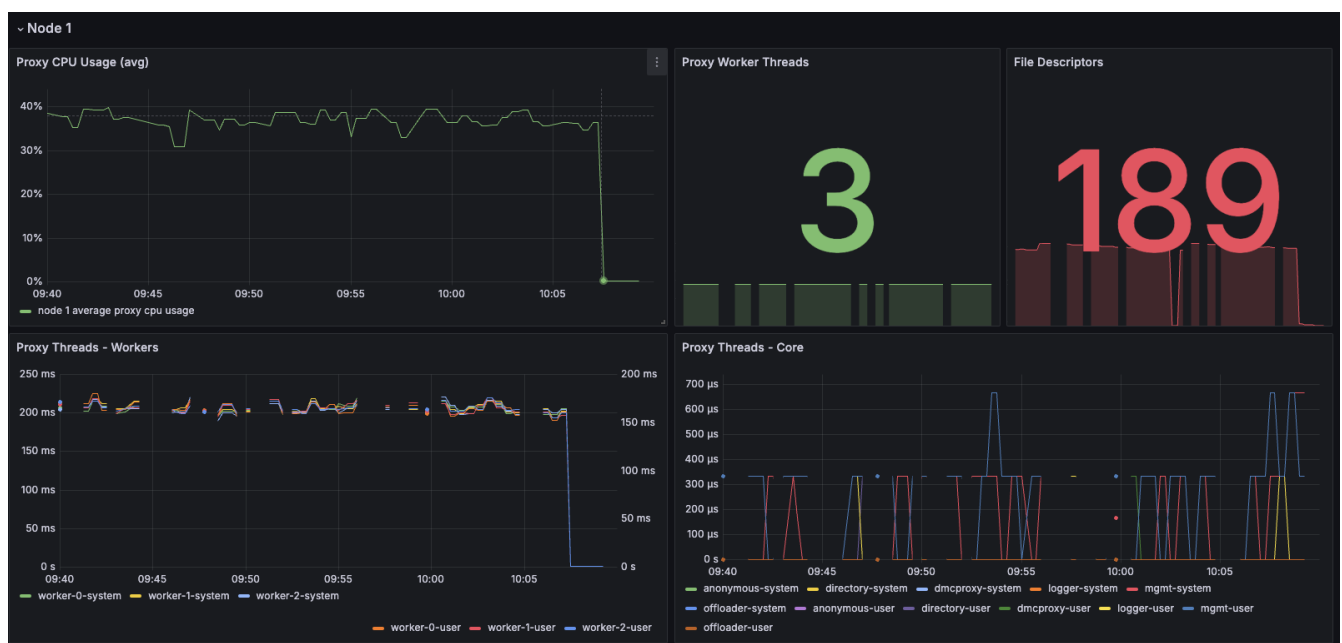 Node 1
Proxy CPU Usage (avg)
40%
30%
20%
10%
0%
09:40 09:45 09:50 09:55 10:00 10:05
node 1 average proxy cpu usage
Proxy Worker Threads
3
File Descriptors
189
Proxy Threads - Workers
250 ms
200 ms
150 ms
100 ms
50 ms
0 s
200 ms
150 ms
100 ms
50 ms
0 s
09:40 09:45 09:50 09:55 10:00 10:05
worker-0-system worker-1-system worker-2-system
worker-0-user worker-1-user worker-2-user
Proxy Threads - Core
700 µs
600 µs
500 µs
400 µs
300 µs
200 µs
100 µs
0 s
09:40 09:45 09:50 09:55 10:00 10:05
anonymous-system directory-system dmcproxy-system logger-system mgmt-system
offloader-system anonymous-user directory-user dmcproxy-user logger-user mgmt-user
offloader-user